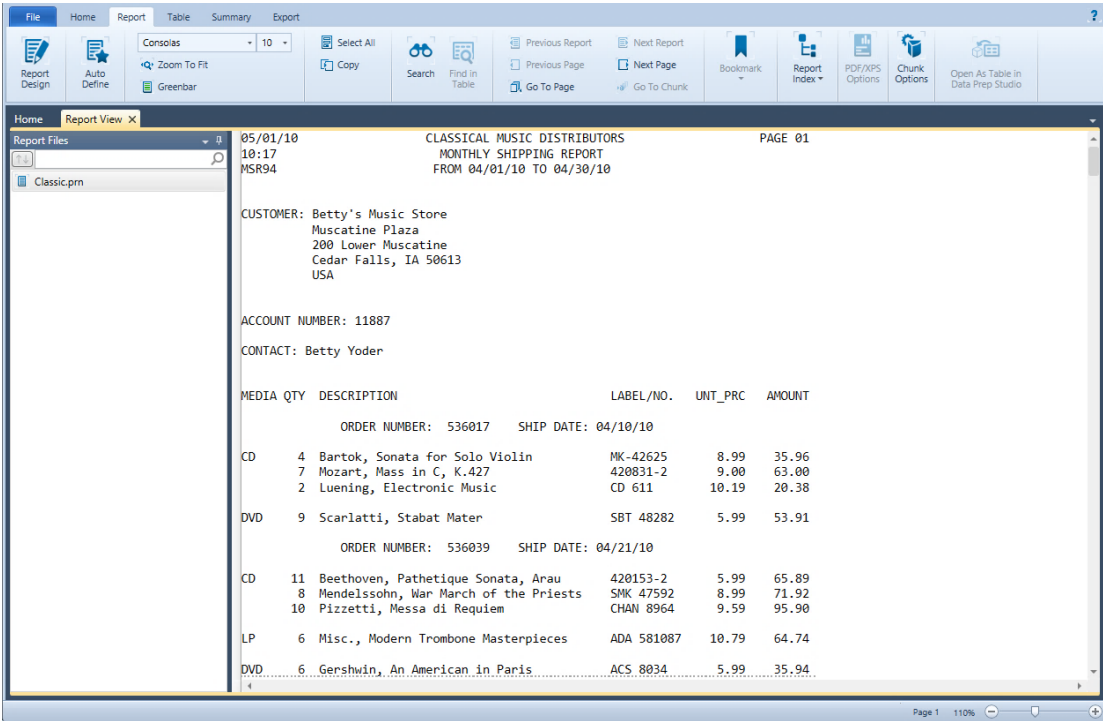 File Home Report Table Summary Export ?
Report Design
Auto Define
Consolas 10
Zoom To Fit
Greenbar
Select All
Copy
Search
Find in Table
Previous Report
Previous Page
Go To Page
Next Report
Next Page
Go To Chunk
Bookmark
Report Index
PDF/XPS Options
Chunk Options
Open As Table in Data Prep Studio
Home Report View X
Report Files
Classic.prn
05/01/10 CLASSICAL MUSIC DISTRIBUTORS PAGE 01
10:17 MONTHLY SHIPPING REPORT
MSR94 FROM 04/01/10 TO 04/30/10
CUSTOMER: Betty's Music Store
Muscatine Plaza
200 Lower Muscatine
Cedar Falls, IA 50613
USA
ACCOUNT NUMBER: 11887
CONTACT: Betty Yoder
MEDIA QTY DESCRIPTION LABEL/NO. UNT_PRC AMOUNT
ORDER NUMBER: 536017 SHIP DATE: 04/10/10
CD 4 Bartok, Sonata for Solo Violin MK-42625 8.99 35.96
7 Mozart, Mass in C, K.427 420831-2 9.00 63.00
2 Luening, Electronic Music CD 611 10.19 20.38
DVD 9 Scarlatti, Stabat Mater SBT 48282 5.99 53.91
ORDER NUMBER: 536039 SHIP DATE: 04/21/10
CD 11 Beethoven, Pathetique Sonata, Arau 420153-2 5.99 65.89
8 Mendelssohn, War March of the Priests SMK 47592 8.99 71.92
10 Pizzetti, Messa di Requiem CHAN 8964 9.59 95.90
LP 6 Misc., Modern Trombone Masterpieces ADA 581087 10.79 64.74
DVD 6 Gershwin, An American in Paris ACS 8034 5.99 35.94
Page 1 110%